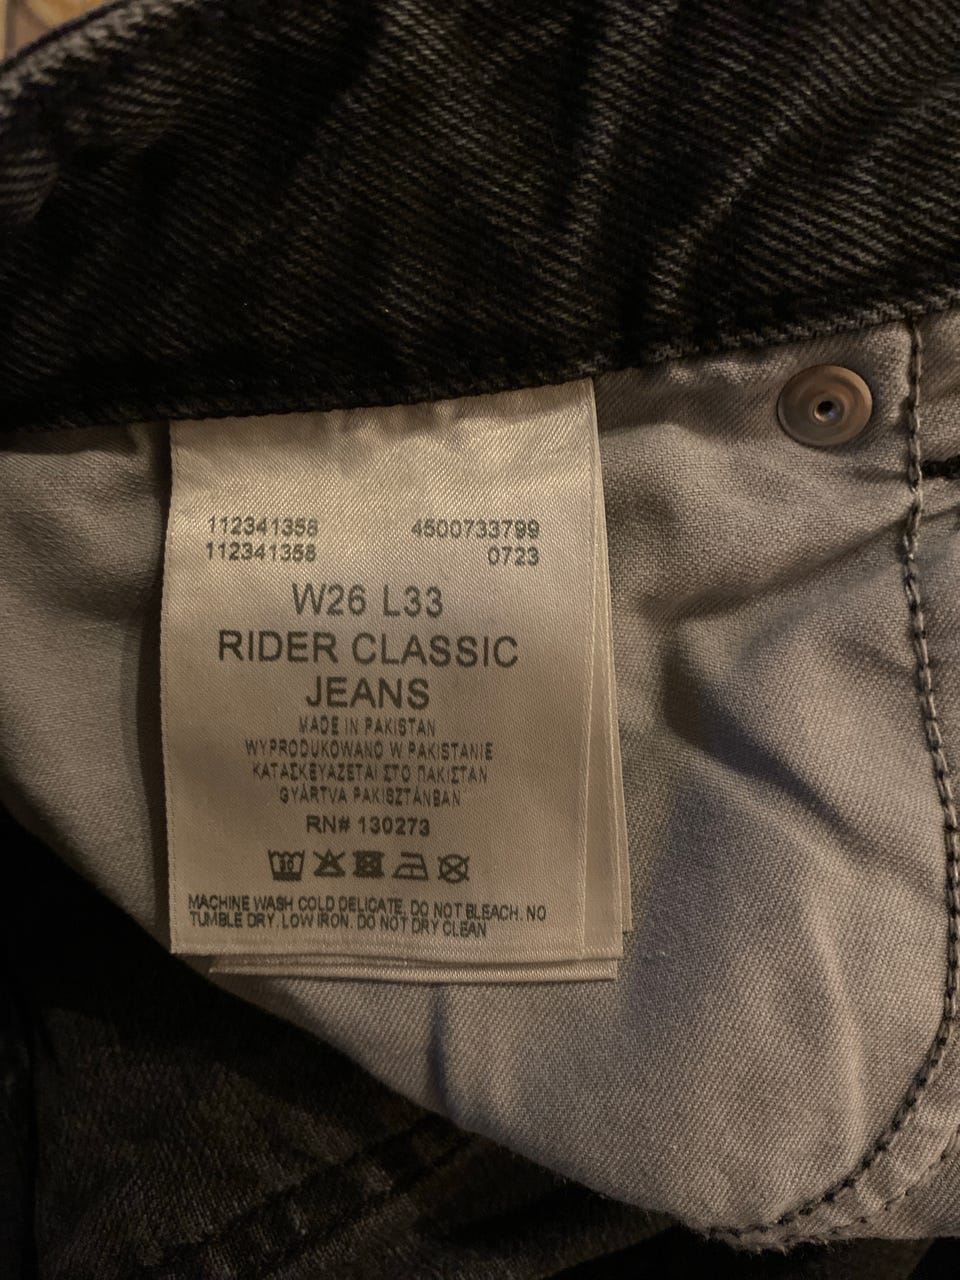 112341358 4500733799
112341358 0723
W26 L33
RIDER CLASSIC
JEANS
MADE IN PAKISTAN
WYPRODUKOWANO W PAKISTANIE
ΚΑΤΑΣΚΕΥΑΖΕΤΑΙ ΣΤΟ ΠΑΚΙΣΤΑΝ
GYÁRTVA PAKISZTÁNBAN
RN# 130273
30
MACHINE WASH COLD DELICATE. DO NOT BLEACH. NO
TUMBLE DRY. LOW IRON. DO NOT DRY CLEAN